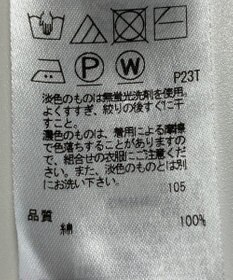 P
W
P23T
淡色のものは無蛍光洗剤を使用。
よくすすぎ、絞りの後すぐに干
すこと。
濃色のものは、着用による摩擦
で色落ちすることがありますの
で、組合せの衣服にご注意くださ
い。また、淡色のものとは別
にお洗い下さい。
105
品質
綿 100%